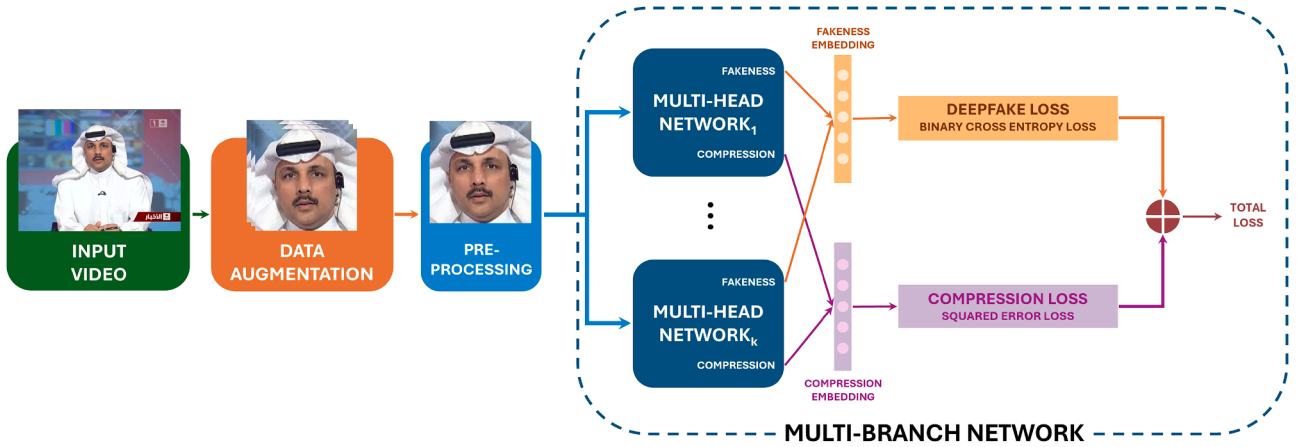 INPUT
VIDEO
الأخبار
DATA
AUGMENTATION
PRE-
PROCESSING
FAKENESS
MULTI-HEAD
NETWORK1
COMPRESSION
FAKENESS
MULTI-HEAD
NETWORKk
COMPRESSION
FAKENESS
EMBEDDING
DEEPFAKE LOSS
BINARY CROSS ENTROPY LOSS
COMPRESSION LOSS
SQUARED ERROR LOSS
COMPRESSION
EMBEDDING
TOTAL
LOSS
MULTI-BRANCH NETWORK